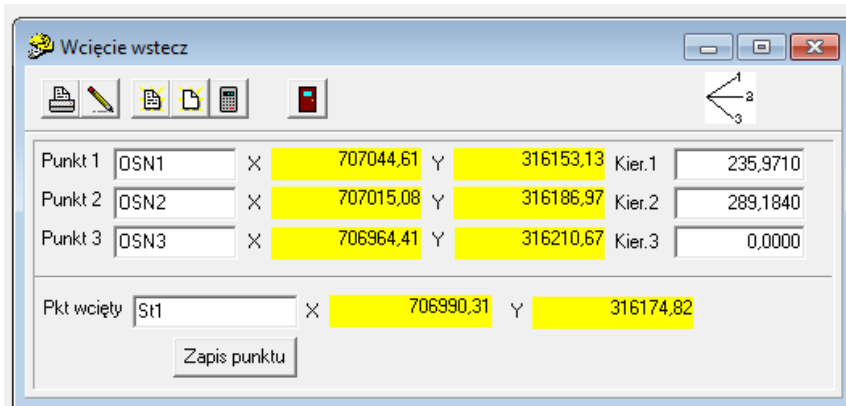 Wcięcie wstecz
1
2
3
Punkt 1 OSN1 X 707044,61 Y 316153,13 Kier.1 235,9710
Punkt 2 OSN2 X 707015,08 Y 316186,97 Kier.2 289,1840
Punkt 3 OSN3 X 706964,41 Y 316210,67 Kier.3 0,0000
Pkt wcięty St1 X 706990,31 Y 316174,82
Zapis punktu